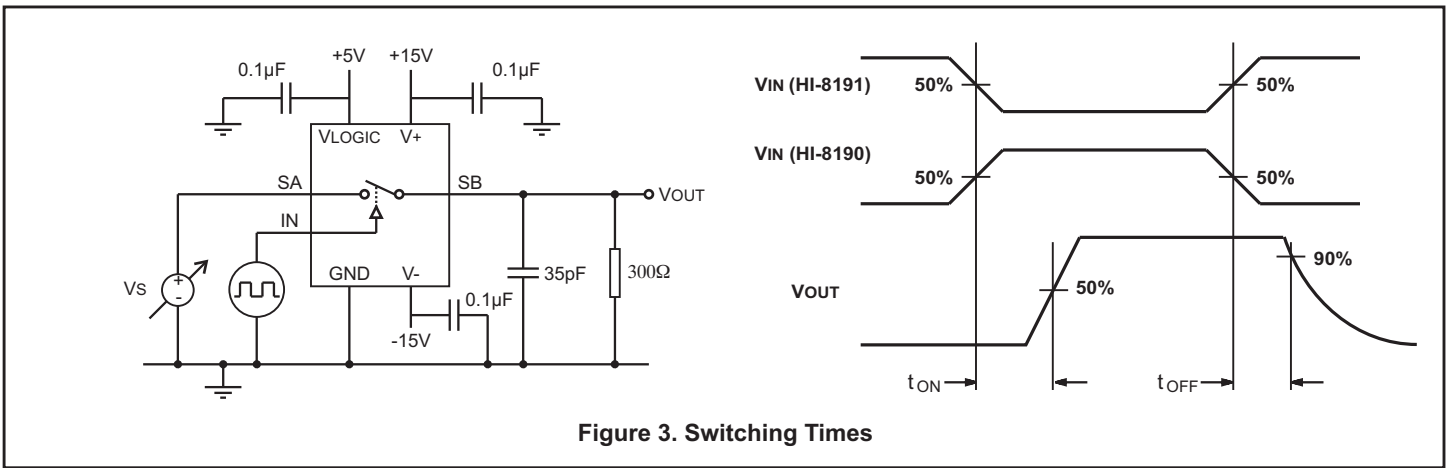 +5V +15V
0.1µF 0.1µF
VLOGIC V+
SA SB VOUT
IN
GND V-
VS + - 35pF 300Ω
0.1µF
-15V
VIN (HI-8191) 50% 50%
VIN (HI-8190)
50% 50%
90%
VOUT 50%
tON tOFF
Figure 3. Switching Times